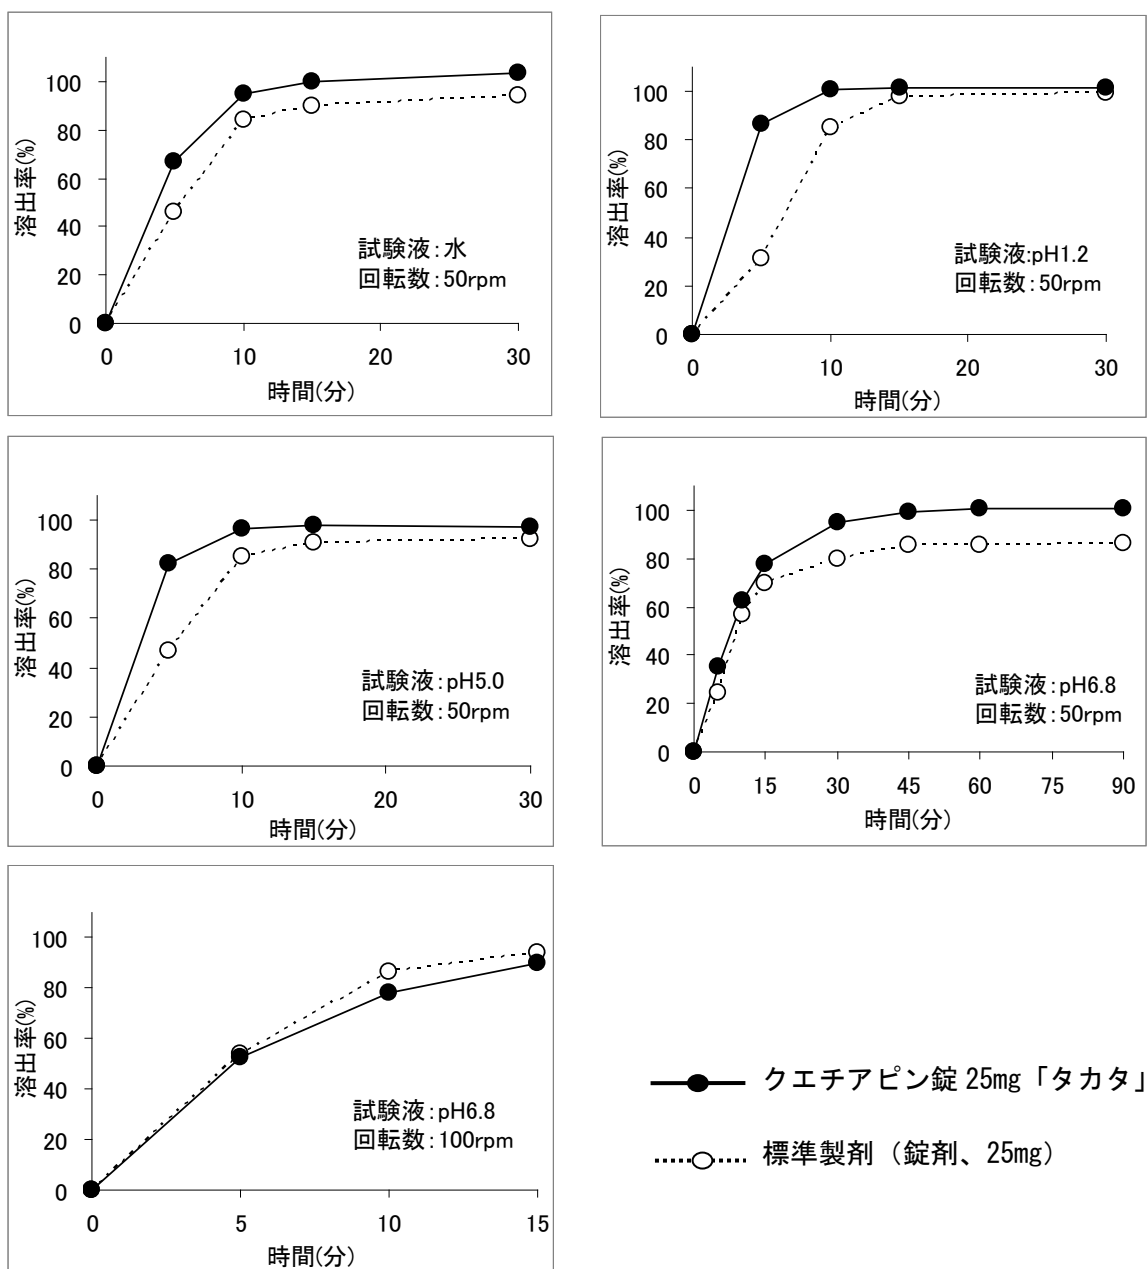 溶出率(%)
100
80
60
40
20
0
試験液:水
回転数:50rpm
0 10 20 30
時間(分)
溶出率(%)
100
80
60
40
20
0
試験液:pH1.2
回転数:50rpm
0 10 20 30
時間(分)
溶出率(%)
100
80
60
40
20
0
試験液:pH5.0
回転数:50rpm
0 10 20 30
時間(分)
溶出率(%)
100
80
60
40
20
0
試験液:pH6.8
回転数:50rpm
0 15 30 45 60 75 90
時間(分)
溶出率(%)
100
80
60
40
20
0
試験液:pH6.8
回転数:100rpm
0 5 10 15
時間(分)
クエチアピン錠 25mg「タカタ」
標準製剤(錠剤、25mg)